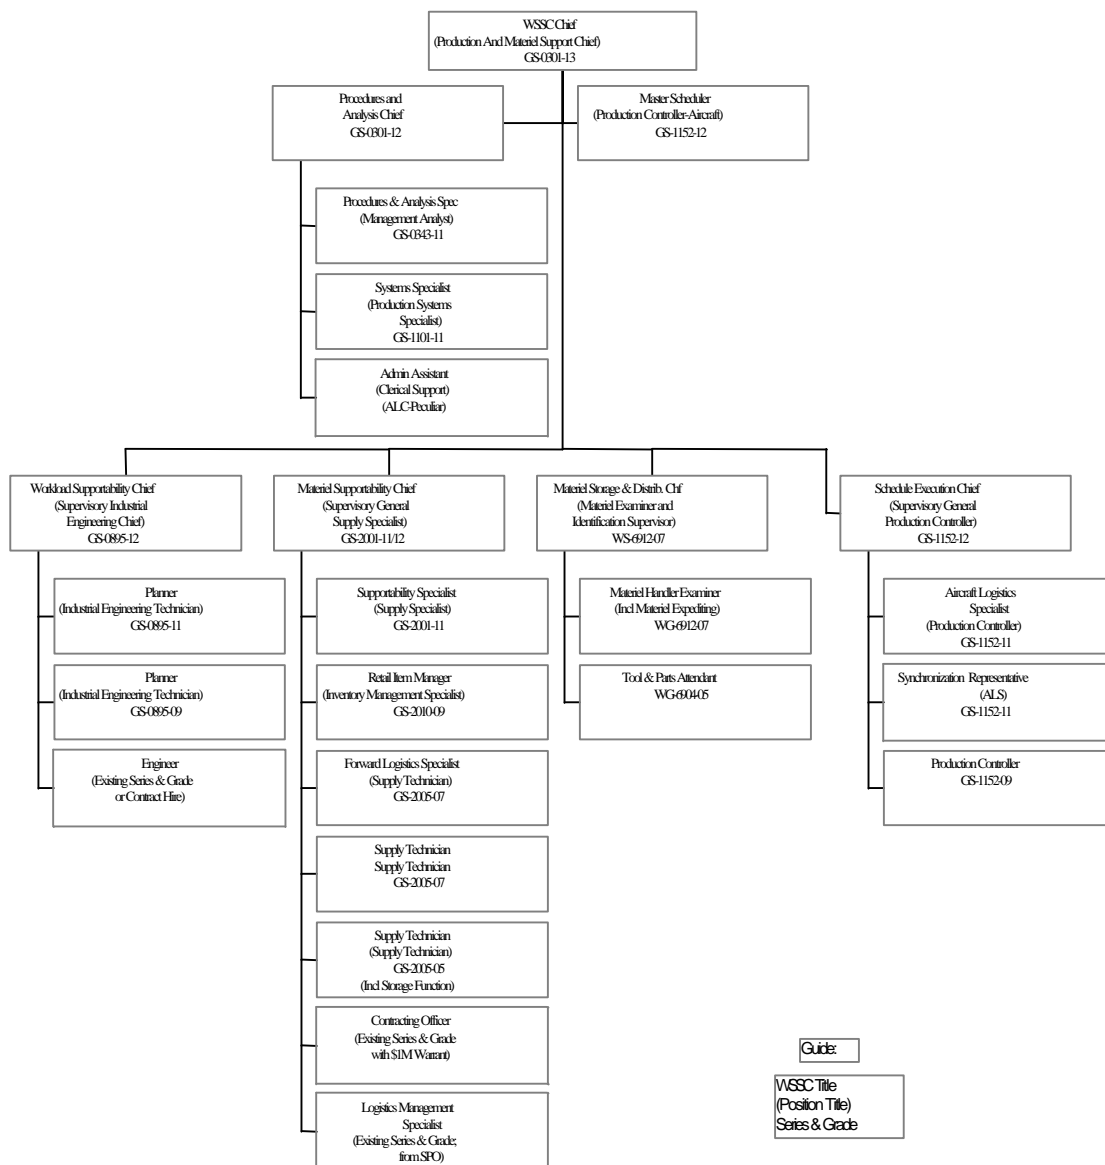 WSSC Chief
(Production And Materiel Support Chief)
GS-0301-13
Procedures and
Analysis Chief
GS-0301-12
Master Scheduler
(Production Controller-Aircraft)
GS-1152-12
Procedures & Analysis Spec
(Management Analyst)
GS-0343-11
Systems Specialist
(Production Systems
Specialist)
GS-1101-11
Admin Assistant
(Clerical Support)
(ALC-Peculiar)
Workload Supportability Chief
(Supervisory Industrial
Engineering Chief)
GS-0895-12
Materiel Supportability Chief
(Supervisory General
Supply Specialist)
GS-2001-11/12
Materiel Storage & Distrib. Chf
(Materiel Examiner and
Identification Supervisor)
WS-6912-07
Schedule Execution Chief
(Supervisory General
Production Controller)
GS-1152-12
Planner
(Industrial Engineering Technician)
GS-0895-11
Planner
(Industrial Engineering Technician)
GS-0895-09
Engineer
(Existing Series & Grade
or Contract Hire)
Supportability Specialist
(Supply Specialist)
GS-2001-11
Retail Item Manager
(Inventory Management Specialist)
GS-2010-09
Forward Logistics Specialist
(Supply Technician)
GS-2005-07
Supply Technician
Supply Technician
GS-2005-07
Supply Technician
(Supply Technician)
GS-2005-05
(Incl Storage Function)
Contracting Officer
(Existing Series & Grade
with $1M Warrant)
Logistics Management
Specialist
(Existing Series & Grade;
from SPO)
Materiel Handler Examiner
(Incl Materiel Expediting)
WG-6912-07
Tool & Parts Attendant
WG-6904-05
Aircraft Logistics
Specialist
(Production Controller)
GS-1152-11
Synchronization Representative
(ALS)
GS-1152-11
Production Controller
GS-1152-09
Guide:
WSSC Title
(Position Title)
Series & Grade